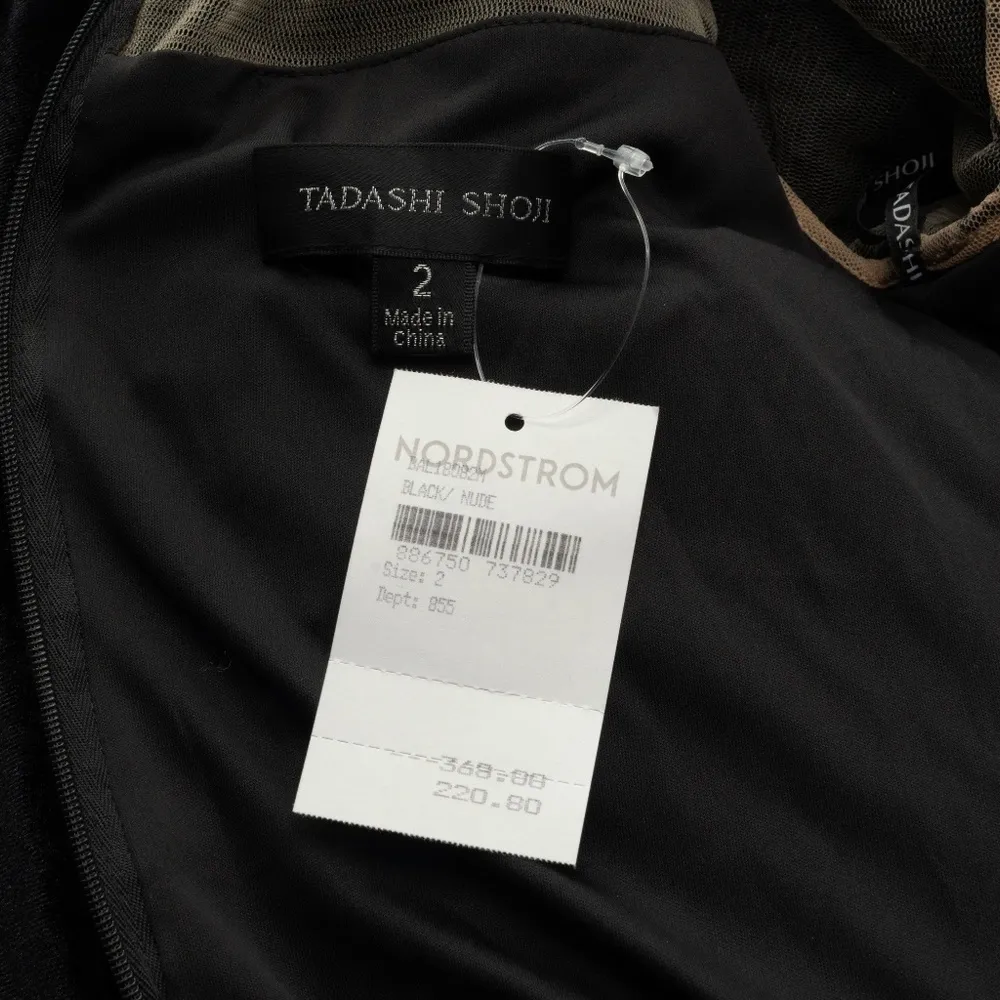 TADASHI SHOJI
SHOJI
TADASHI
2
Made in
China
NORDSTROM
BAL18082M
BLACK/ NUDE
886750 737829
Size: 2
Dept: 855
368.00
220.80